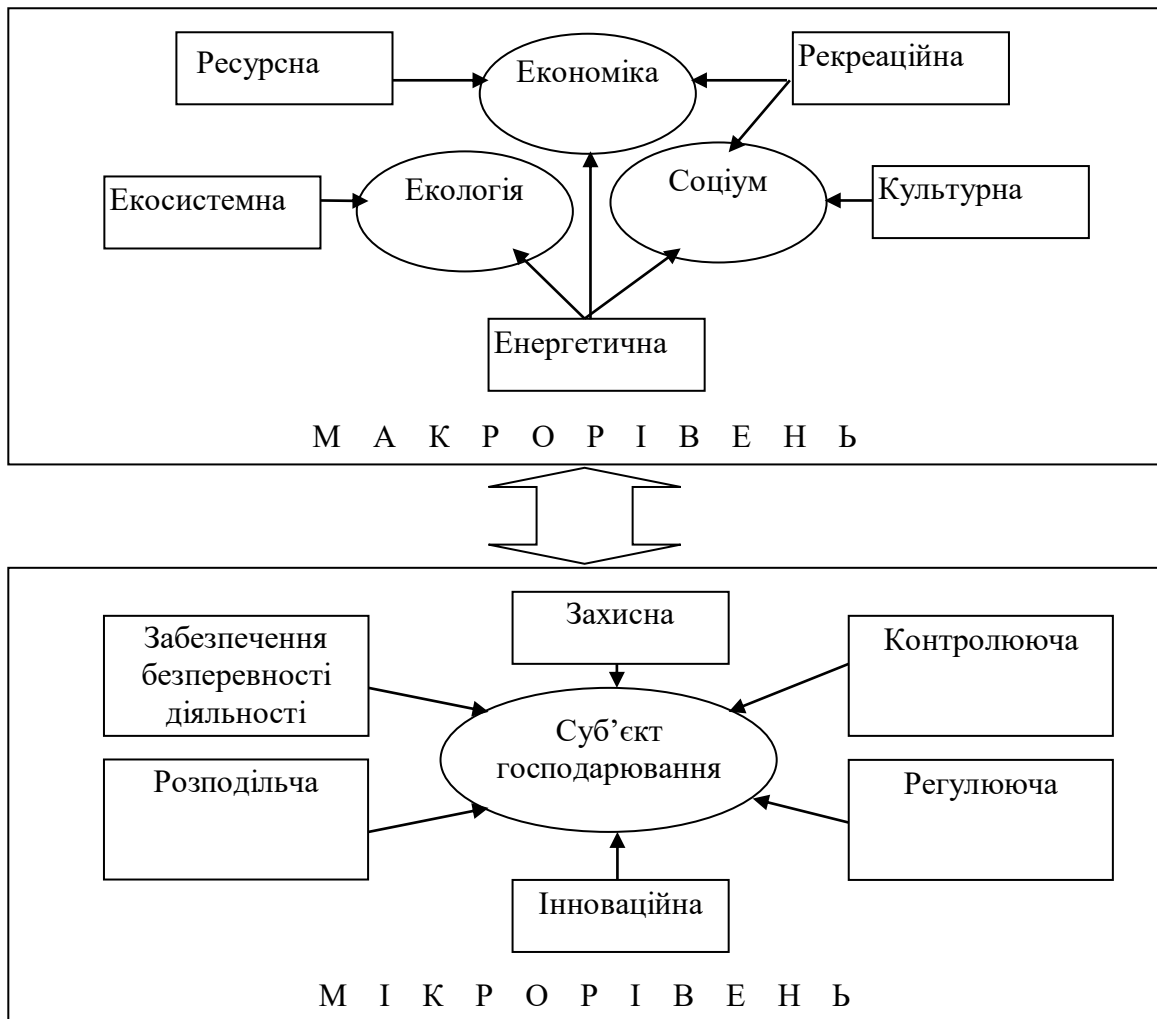 Ресурсна
Економіка
Рекреаційна
Екосистемна
Екологія
Соціум
Культурна
Енергетична
М А К Р О Р І В Е Н Ь
Забезпечення
безперевності
діяльності
Захисна
Контролююча
Суб’єкт
господарювання
Розподільча
Регулююча
Інноваційна
М І К Р О Р І В Е Н Ь